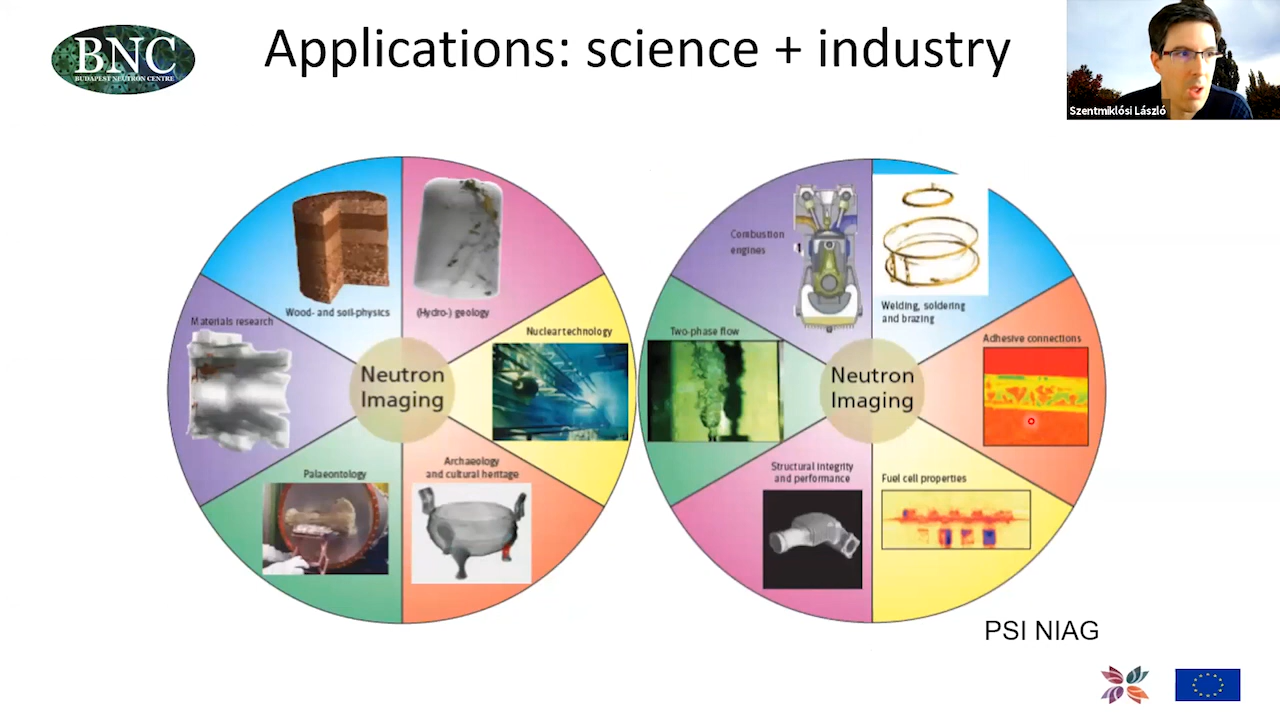 BNC
BUDAPEST NEUTRON CENTRE
Applications: science + industry
Szentmiklósi László
Wood- and soil-physics
(Hydro-) geology
Materials research
Nuclear technology
Neutron
Imaging
Palaeontology
Archaeology
and cultural heritage
Combustion
engines
Welding, soldering
and brazing
Two-phase flow
Adhesive connections
Neutron
Imaging
Structural integrity
and performance
Fuel cell properties
PSI NIAG